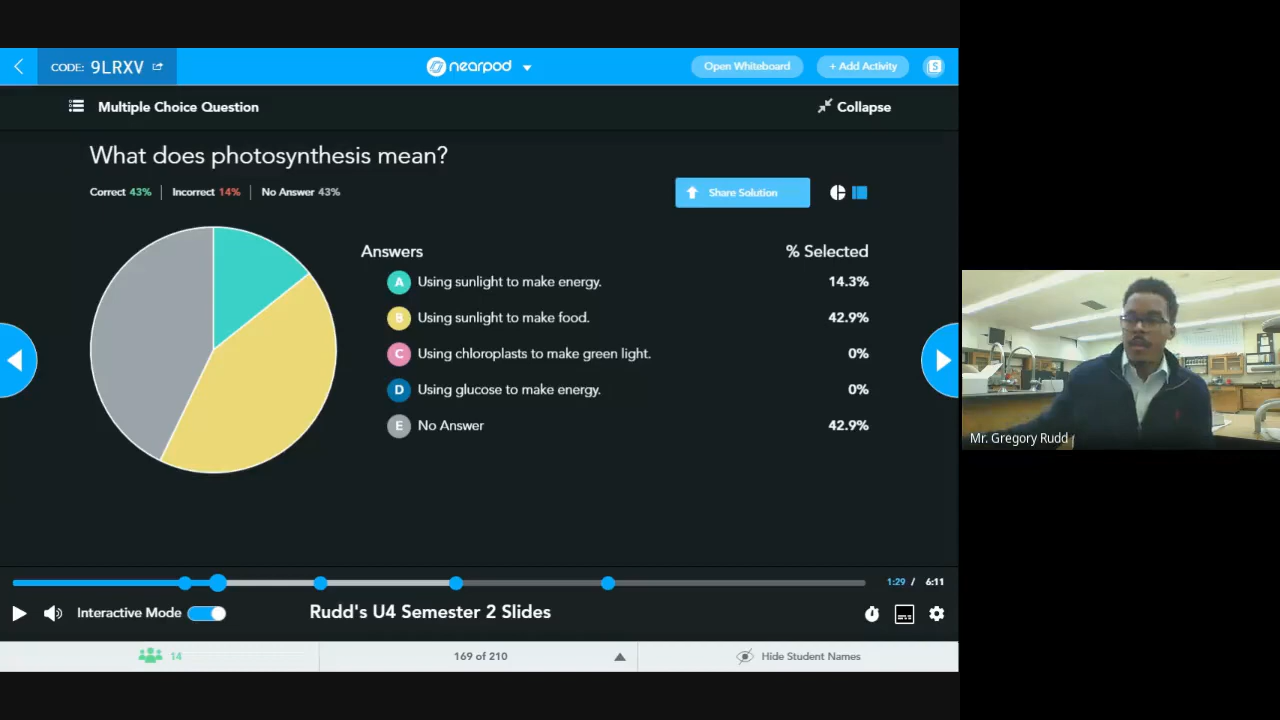 CODE: 9LRXV
nearpod
Open Whiteboard
+ Add Activity
5
Multiple Choice Question
Collapse
What does photosynthesis mean?
Correct 43% | Incorrect 14% | No Answer 43%
Share Solution
Answers
% Selected
A Using sunlight to make energy. 14.3%
B Using sunlight to make food. 42.9%
C Using chloroplasts to make green light. 0%
D Using glucose to make energy. 0%
E No Answer 42.9%
Mr. Gregory Rudd
1:29 / 6:11
Interactive Mode
Rudd's U4 Semester 2 Slides
14
169 of 210
Hide Student Names